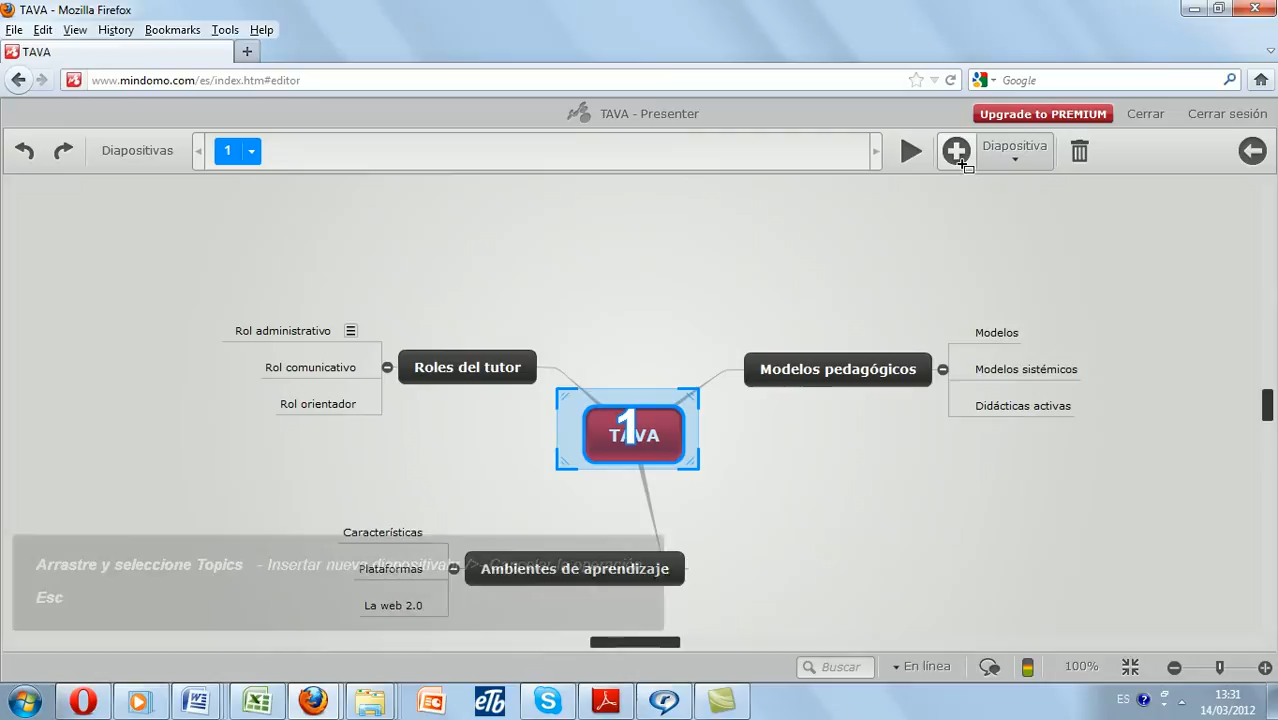 TAVA - Mozilla Firefox
File Edit View History Bookmarks Tools Help
TAVA
www.mindomo.com/es/index.htm#editor
Google
TAVA - Presenter
Upgrade to PREMIUM
Cerrar
Cerrar sesión
Diapositivas
1
Diapositiva
Rol administrativo
Rol comunicativo
Rol orientador
Roles del tutor
Modelos pedagógicos
Modelos
Modelos sistémicos
Didácticas activas
1
TAVA
Características
Plataformas
La web 2.0
Ambientes de aprendizaje
Arrastre y seleccione Topics - Insertar nueva diapositiva
Esc
Buscar
En línea
100%
eTb
ES
13:31
14/03/2012